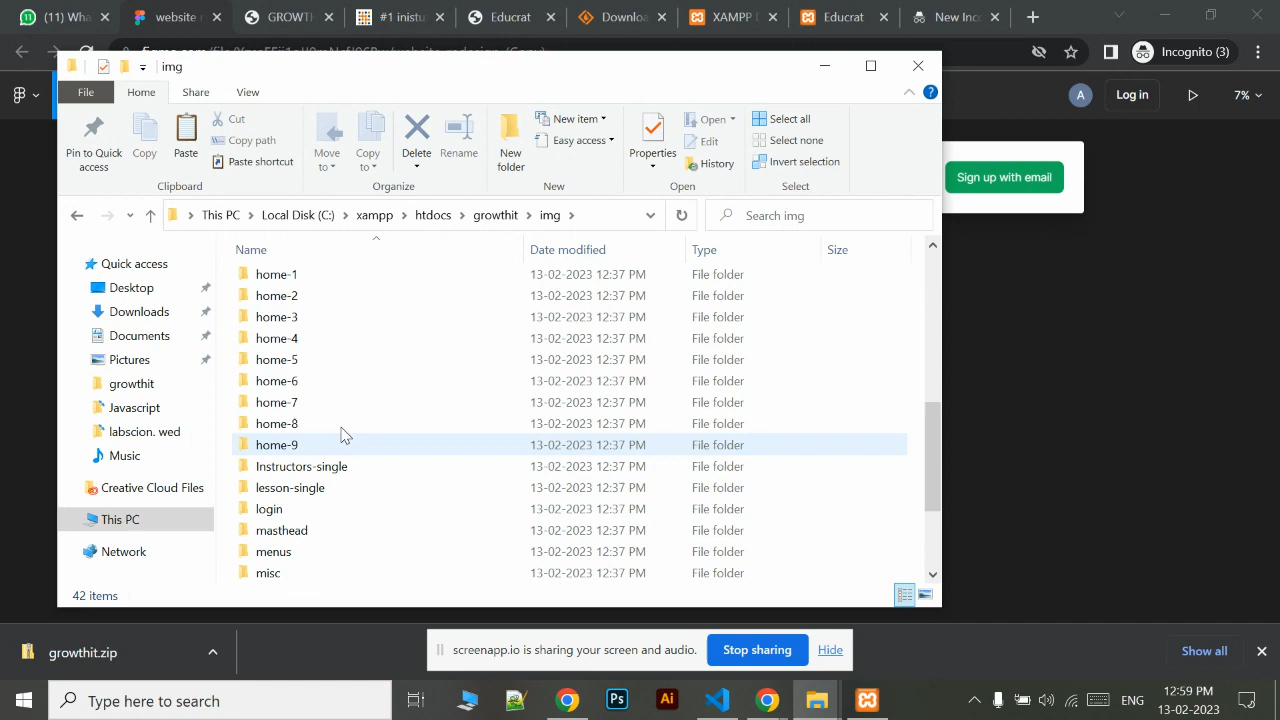 (11) Wha
website r
GROWTH
#1 inistu
Educrat
Downloa
XAMPP D
Educrat
New Inco
Incognito (3)
img
File Home Share View
Log in
A
7%
Pin to Quick access
Copy
Paste
Cut
Copy path
Paste shortcut
Clipboard
Move to
Copy to
Delete
Rename
Organize
New folder
New item
Easy access
New
Properties
Open
Edit
History
Open
Select all
Select none
Invert selection
Select
Sign up with email
This PC
Local Disk (C:)
xampp
htdocs
growthit
img
Search img
Name Date modified Type Size
Quick access
Desktop
Downloads
Documents
Pictures
growthit
Javascript
labscion. wed
Music
Creative Cloud Files
This PC
Network
home-1 13-02-2023 12:37 PM File folder
home-2 13-02-2023 12:37 PM File folder
home-3 13-02-2023 12:37 PM File folder
home-4 13-02-2023 12:37 PM File folder
home-5 13-02-2023 12:37 PM File folder
home-6 13-02-2023 12:37 PM File folder
home-7 13-02-2023 12:37 PM File folder
home-8 13-02-2023 12:37 PM File folder
home-9 13-02-2023 12:37 PM File folder
Instructors-single 13-02-2023 12:37 PM File folder
lesson-single 13-02-2023 12:37 PM File folder
login 13-02-2023 12:37 PM File folder
masthead 13-02-2023 12:37 PM File folder
menus 13-02-2023 12:37 PM File folder
misc 13-02-2023 12:37 PM File folder
42 items
growthit.zip
screenapp.io is sharing your screen and audio.
Stop sharing
Hide
Show all
Type here to search
Ps
Ai
ENG
12:59 PM
13-02-2023